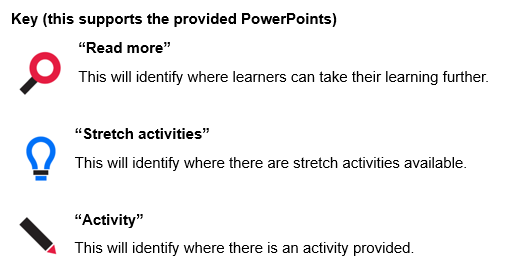 Key (this supports the provided PowerPoints)
“Read more”
This will identify where learners can take their learning further.
“Stretch activities”
This will identify where there are stretch activities available.
“Activity”
This will identify where there is an activity provided.